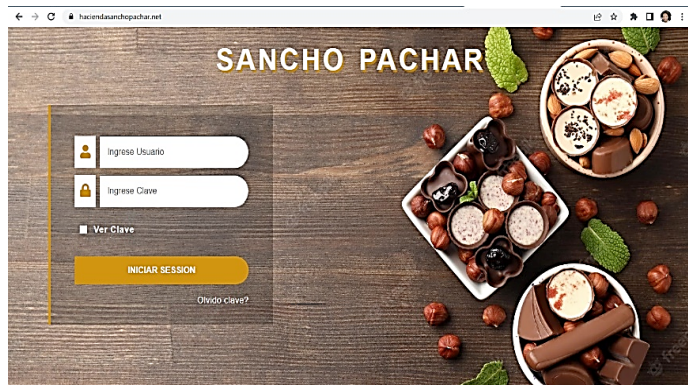 haciendasanchopachar.net
SANCHO PACHAR
Ingrese Usuario
Ingrese Clave
Ver Clave
INICIAR SESSION
Olvido clave?